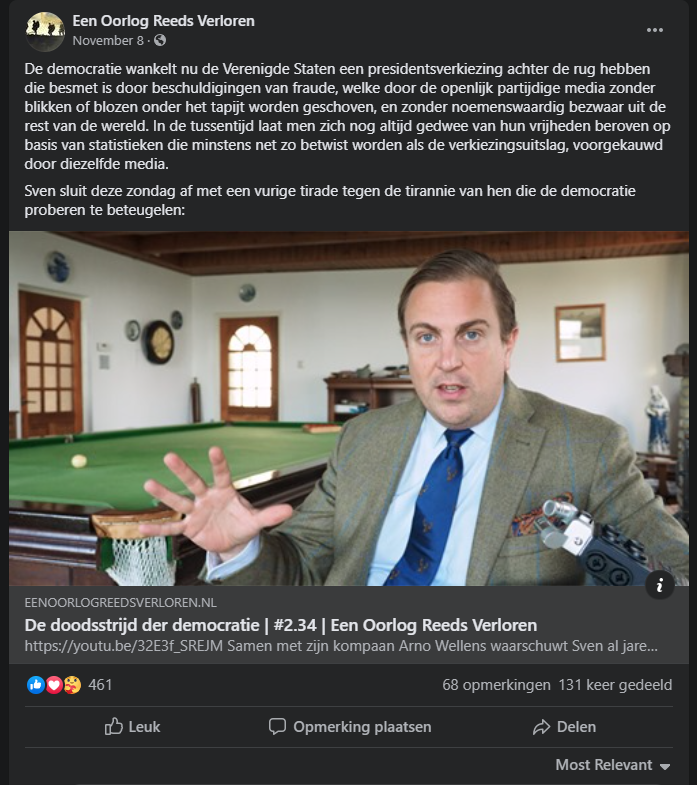 Een Oorlog Reeds Verloren
November 8 ·
De democratie wankelt nu de Verenigde Staten een presidentsverkiezing achter de rug hebben
die besmet is door beschuldigingen van fraude, welke door de openlijk partijdige media zonder
blikken of blozen onder het tapijt worden geschoven, en zonder noemenswaardig bezwaar uit de
rest van de wereld. In de tussentijd laat men zich nog altijd gedwee van hun vrijheden beroven op
basis van statistieken die minstens net zo betwist worden als de verkiezingsuitslag, voorgekauwd
door diezelfde media.
Sven sluit deze zondag af met een vurige tirade tegen de tirannie van hen die de democratie
proberen te beteugelen:
EENOORLOGREEDSVERLOREN.NL
De doodsstrijd der democratie | #2.34 | Een Oorlog Reeds Verloren
https://youtu.be/32E3f_SREJM Samen met zijn kompaan Arno Wellens waarschuwt Sven al jare...
461
68 opmerkingen 131 keer gedeeld
Leuk
Opmerking plaatsen
Delen
Most Relevant